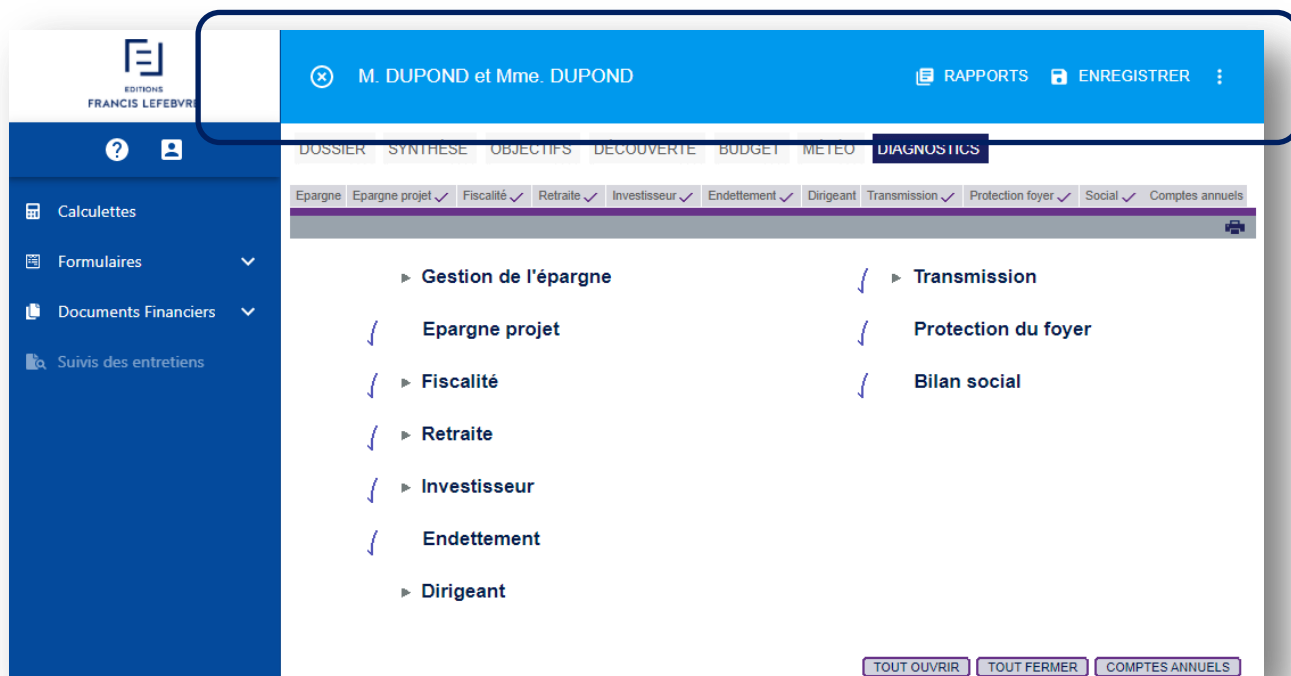 EDITIONS
FRANCIS LEFEBVRE
M. DUPOND et Mme. DUPOND
RAPPORTS ENREGISTRER
DOSSIER SYNTHÈSE OBJECTIFS DÉCOUVERTE BUDGET MÉTÉO DIAGNOSTICS
Epargne Epargne projet Fiscalité Retraite Investisseur Endettement Dirigeant Transmission Protection foyer Social Comptes annuels
Calculettes
Formulaires
Documents Financiers
Suivis des entretiens
Gestion de l'épargne
Epargne projet
Fiscalité
Retraite
Investisseur
Endettement
Dirigeant
Transmission
Protection du foyer
Bilan social
TOUT OUVRIR TOUT FERMER COMPTES ANNUELS